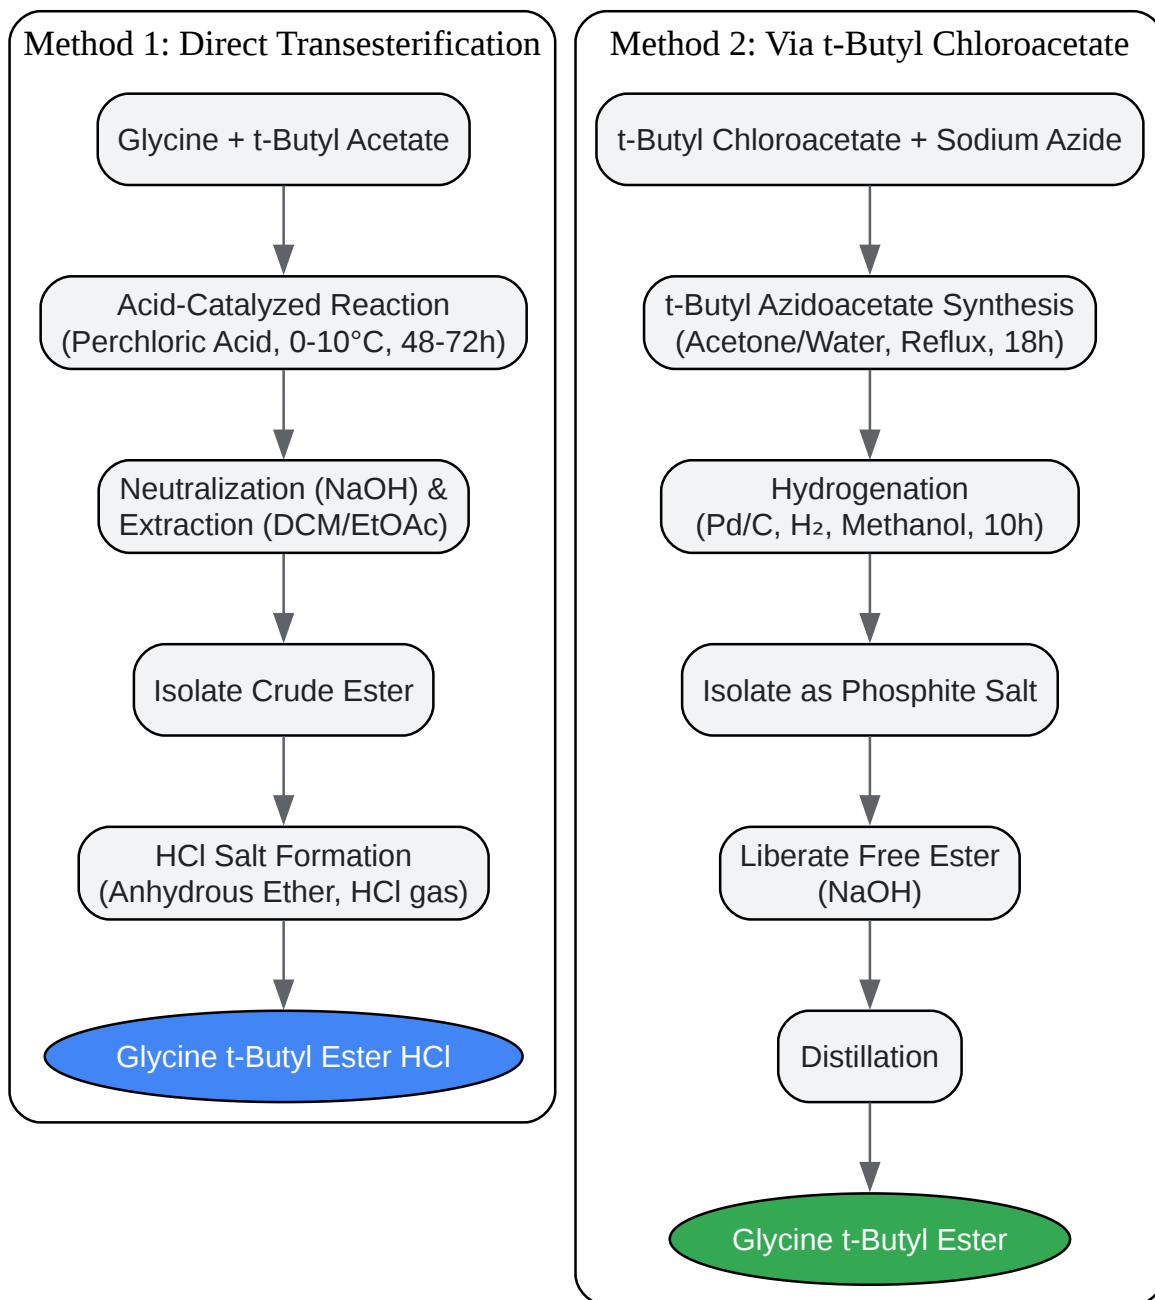 Method 1: Direct Transesterification
Glycine + t-Butyl Acetate
Acid-Catalyzed Reaction
(Perchloric Acid, 0-10°C, 48-72h)
Neutralization (NaOH) &
Extraction (DCM/EtOAc)
Isolate Crude Ester
HCl Salt Formation
(Anhydrous Ether, HCl gas)
Glycine t-Butyl Ester HCl
Method 2: Via t-Butyl Chloroacetate
t-Butyl Chloroacetate + Sodium Azide
t-Butyl Azidoacetate Synthesis
(Acetone/Water, Reflux, 18h)
Hydrogenation
(Pd/C, H₂, Methanol, 10h)
Isolate as Phosphite Salt
Liberate Free Ester
(NaOH)
Distillation
Glycine t-Butyl Ester